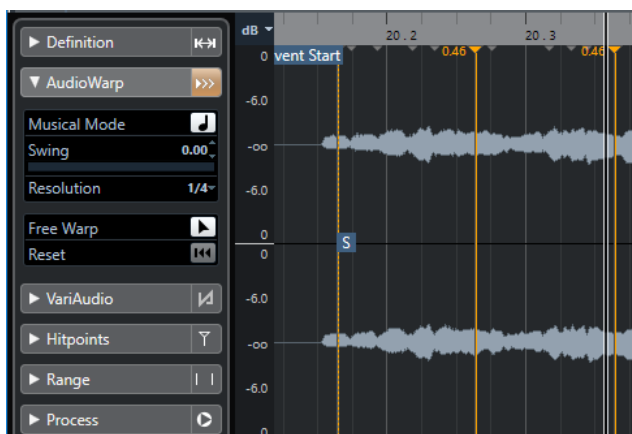 Definition
AudioWarp
Musical Mode
Swing 0.00
Resolution 1/4
Free Warp
Reset
VariAudio
Hitpoints
Range
Process
dB
20.2 20.3
0 vent Start 0.46 0.46
-6.0
-oo
-6.0
0
S
0
-6.0
-oo
-6.0
0